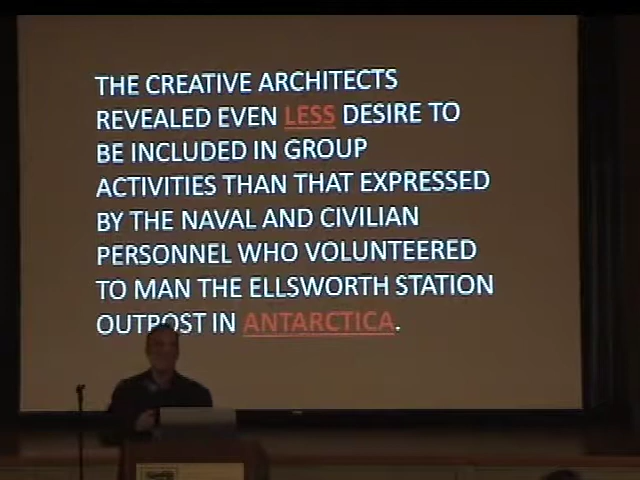 THE CREATIVE ARCHITECTS
REVEALED EVEN LESS DESIRE TO
BE INCLUDED IN GROUP
ACTIVITIES THAN THAT EXPRESSED
BY THE NAVAL AND CIVILIAN
PERSONNEL WHO VOLUNTEERED
TO MAN THE ELLSWORTH STATION
OUTPOST IN ANTARCTICA.